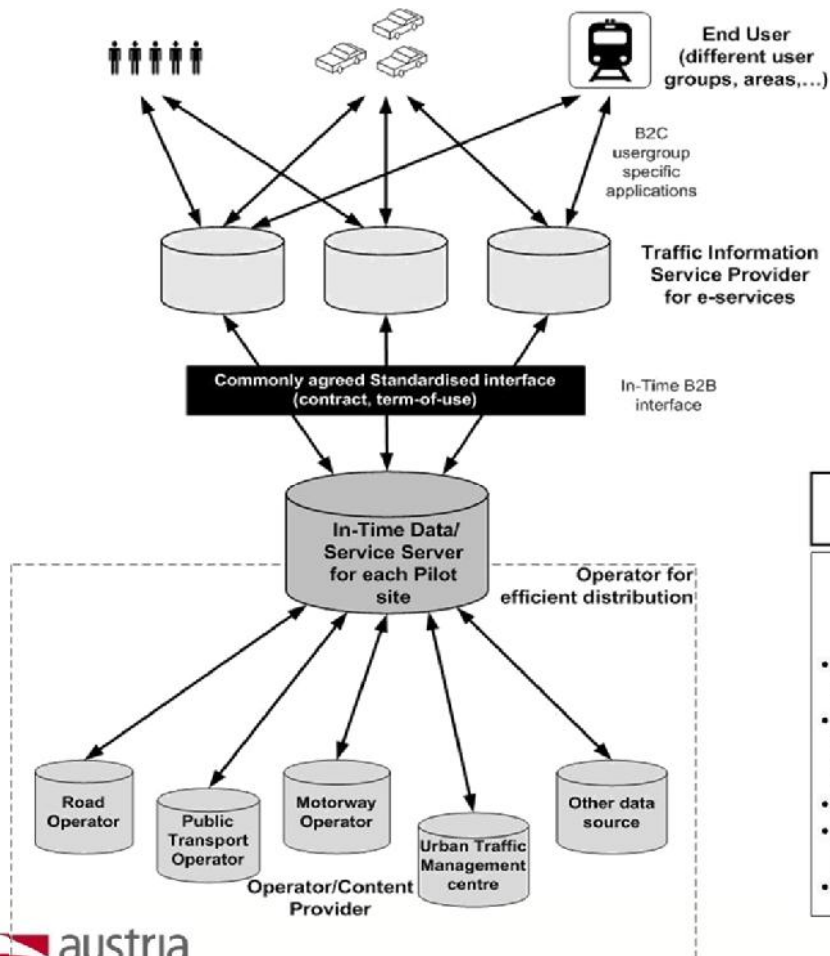 End User
(different user
groups, areas,...)
B2C
usergroup
specific
applications
Traffic Information
Service Provider
for e-services
Commonly agreed Standardised interface
(contract, term-of-use)
In-Time B2B
interface
In-Time Data/
Service Server
for each Pilot
site
Operator for
efficient distribution
Road
Operator
Public
Transport
Operator
Motorway
Operator
Urban Traffic
Management
centre
Other data
source
Operator/Content
Provider
austria